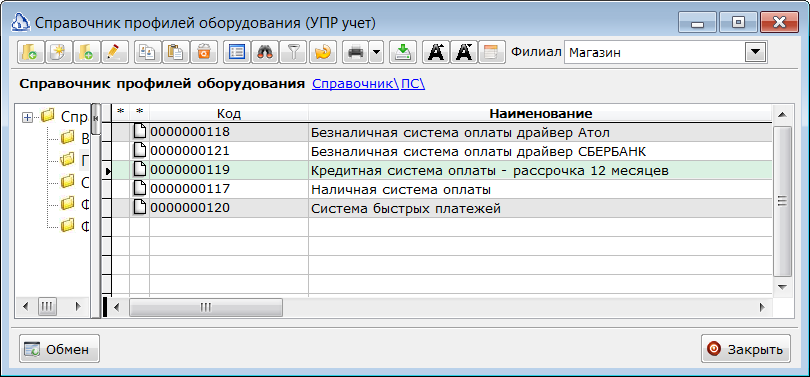 Справочник профилей оборудования (УПР учет)
Филиал Магазин
Справочник профилей оборудования Справочник\ПС\
Спр
В
П
С
Ф
Ф
* * Код Наименование
0000000118 Безналичная система оплаты драйвер Атол
0000000121 Безналичная система оплаты драйвер СБЕРБАНК
0000000119 Кредитная система оплаты - рассрочка 12 месяцев
0000000117 Наличная система оплаты
0000000120 Система быстрых платежей
Обмен Закрыть